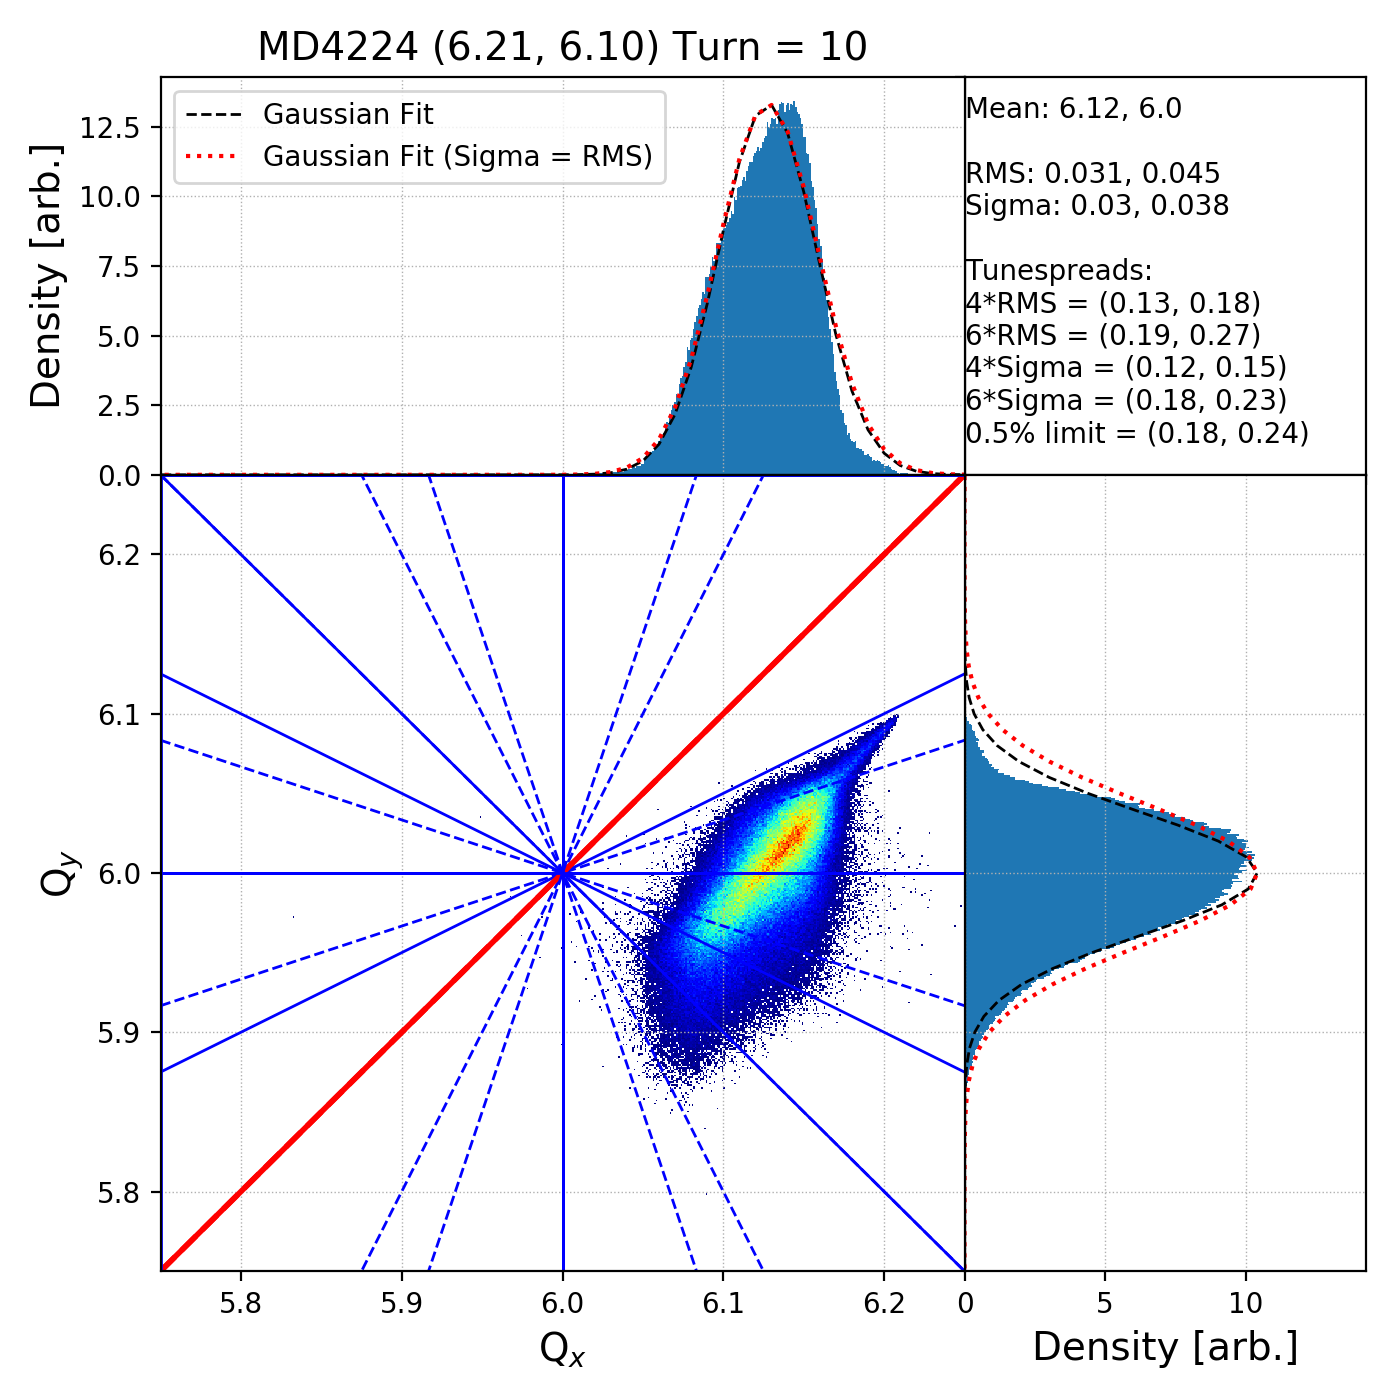 MD4224 (6.21, 6.10) Turn = 10
Gaussian Fit
Gaussian Fit (Sigma = RMS)
Density [arb.]
12.5
10.0
7.5
5.0
2.5
0.0
Mean: 6.12, 6.0
RMS: 0.031, 0.045
Sigma: 0.03, 0.038
Tunespreads:
4*RMS = (0.13, 0.18)
6*RMS = (0.19, 0.27)
4*Sigma = (0.12, 0.15)
6*Sigma = (0.18, 0.23)
0.5% limit = (0.18, 0.24)
Qy
6.2
6.1
6.0
5.9
5.8
5.8 5.9 6.0 6.1 6.2
Qx
0 5 10
Density [arb.]